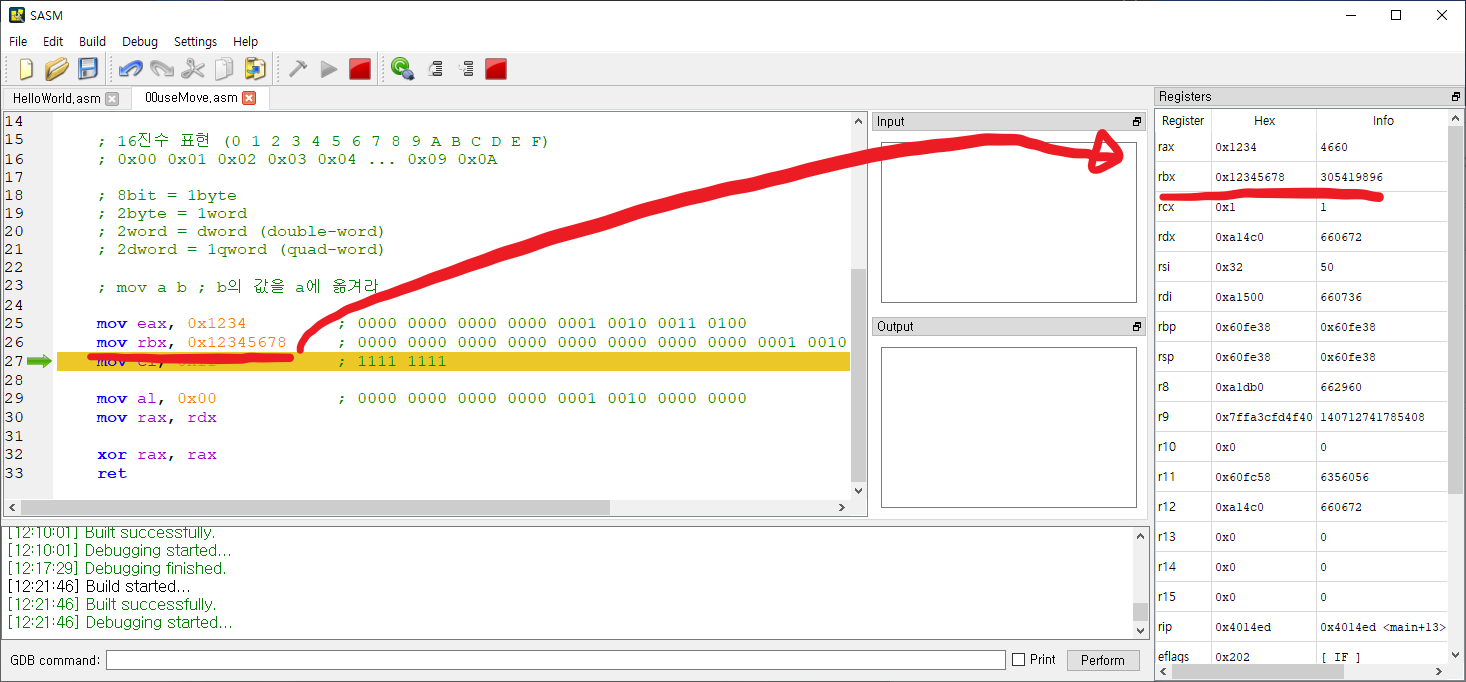 SASM
File Edit Build Debug Settings Help
HelloWorld.asm 00useMove.asm
14
15 ; 16진수 표현 (0 1 2 3 4 5 6 7 8 9 A B C D E F)
16 ; 0x00 0x01 0x02 0x03 0x04 ... 0x09 0x0A
17
18 ; 8bit = 1byte
19 ; 2byte = 1word
20 ; 2word = dword (double-word)
21 ; 2dword = 1qword (quad-word)
22
23 ; mov a b ; b의 값을 a에 옮겨라
24
25 mov eax, 0x1234 ; 0000 0000 0000 0000 0001 0010 0011 0100
26 mov rbx, 0x12345678 ; 0000 0000 0000 0000 0000 0000 0000 0000 0001 0010
27 mov ; 1111 1111
28
29 mov al, 0x00 ; 0000 0000 0000 0000 0001 0010 0000 0000
30 mov rax, rdx
31
32 xor rax, rax
33 ret
Input
Output
Registers
Register Hex Info
rax 0x1234 4660
rbx 0x12345678 305419896
rcx 0x1 1
rdx 0xa14c0 660672
rsi 0x32 50
rdi 0xa1500 660736
rbp 0x60fe38 0x60fe38
rsp 0x60fe38 0x60fe38
r8 0xa1db0 662960
r9 0x7ffa3cfd4f40 140712741785408
r10 0x0 0
r11 0x60fc58 6356056
r12 0xa14c0 660672
r13 0x0 0
r14 0x0 0
r15 0x0 0
rip 0x4014ed 0x4014ed <main+13>
eflags 0x202 [ IF ]
[12:10:01] Built successfully.
[12:10:01] Debugging started...
[12:17:29] Debugging finished.
[12:21:46] Build started...
[12:21:46] Built successfully.
[12:21:46] Debugging started...
GDB command: Print Perform